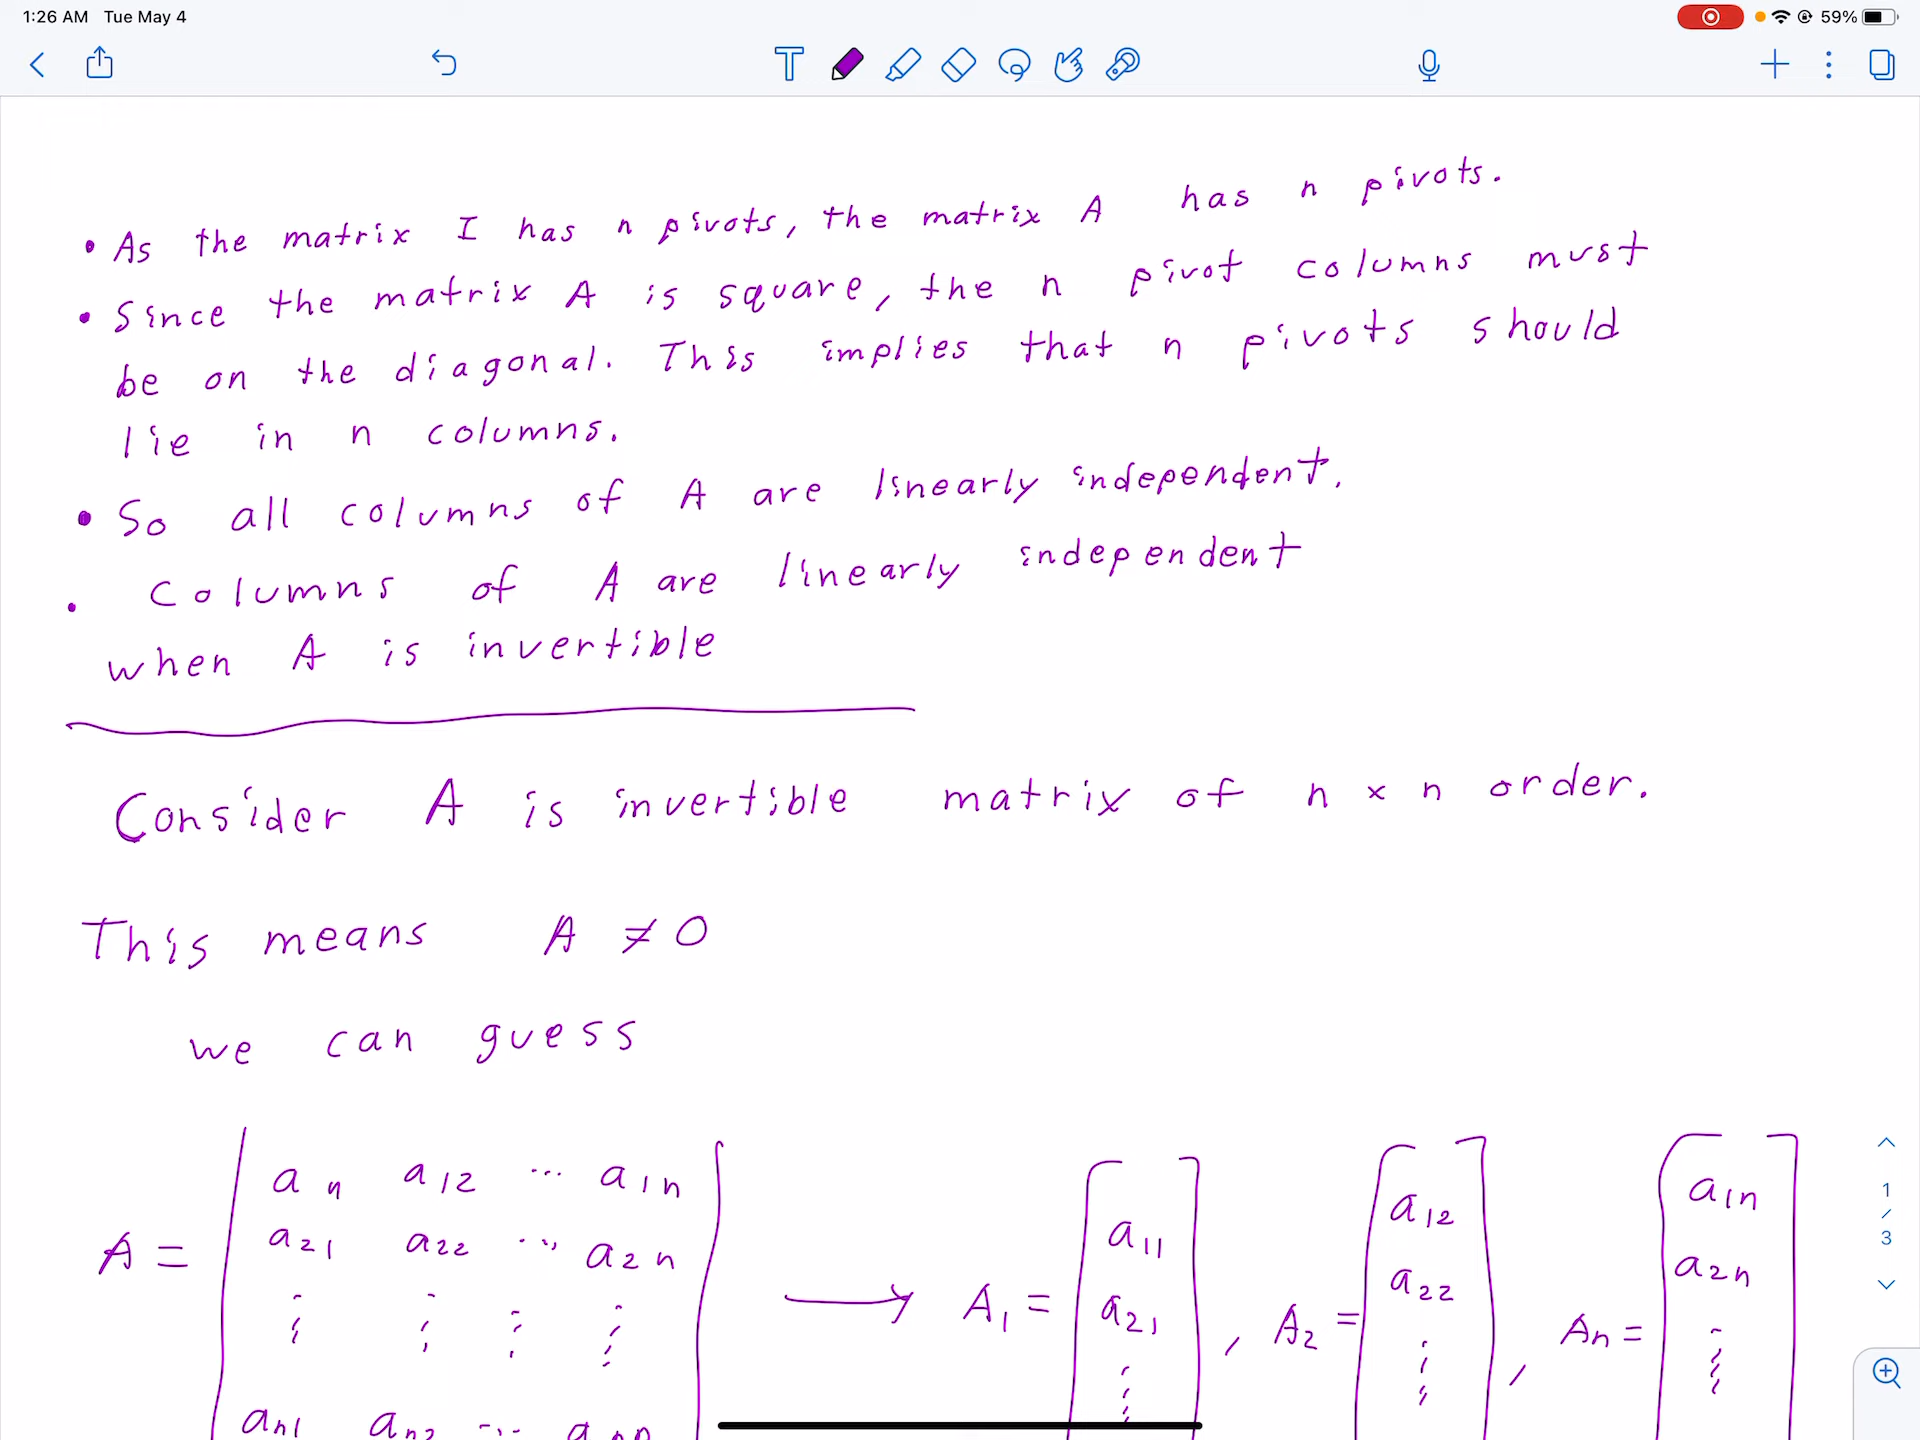 1:26 AM Tue May 4
59%
• As the matrix I has n pivots, the matrix A has n pivots.
• Since the matrix A is square, the n pivot columns must
be on the diagonal. This implies that n pivots should
lie in n columns.
• So all columns of A are linearly independent.
• Columns of A are linearly independent
when A is invertible
Consider A is invertible matrix of n × n order.
This means A ≠ 0
we can guess
a n a12 ... a1n
a21 a22 ... a2n
A =
⋮ ⋮ ⋮ ⋮
an1 an2 ... ann
→ A1 = [a11 a21 ⋮ , A2 = [a12 a22 ⋮ , An = [a1n a2n ⋮
1
/
3